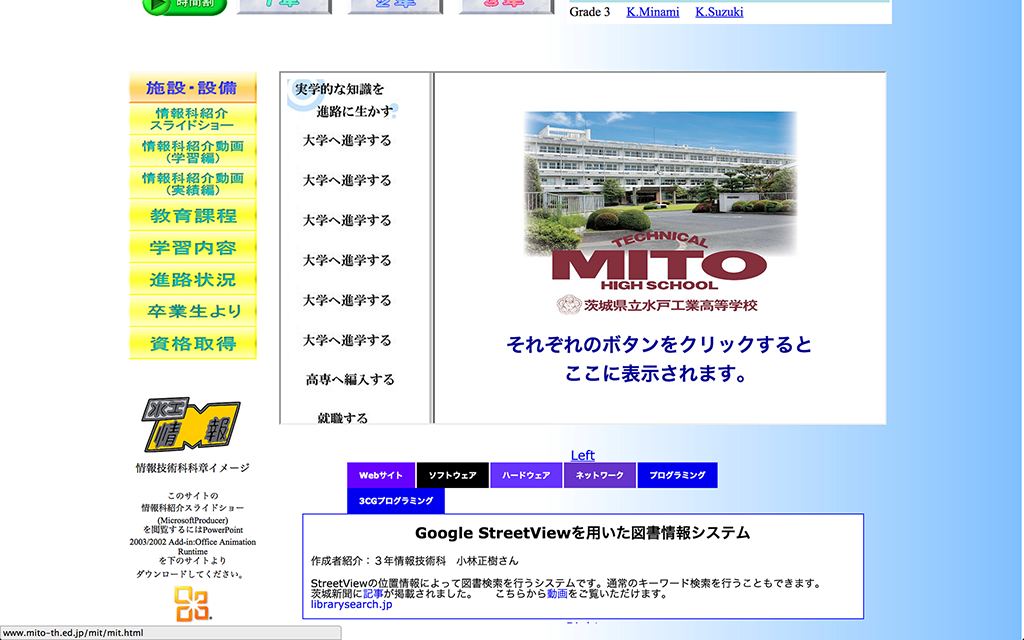 時間割
1年
2年
3年
Grade 3 K.Minami K.Suzuki
施設・設備
情報科紹介
スライドショー
情報科紹介動画
(学習編)
情報科紹介動画
(実績編)
教育課程
学習内容
進路状況
卒業生より
資格取得
水工
情報
情報技術科科章イメージ
このサイトの
情報科紹介スライドショー
(MicrosoftProducer)
を閲覧するにはPowerPoint
2003/2002 Add-in:Office Animation
Runtime
を下のサイトより
ダウンロードしてください。
実学的な知識を
進路に生かす
大学へ進学する
大学へ進学する
大学へ進学する
大学へ進学する
大学へ進学する
大学へ進学する
高専へ編入する
就職する
TECHNICAL
MITO
HIGH SCHOOL
茨城県立水戸工業高等学校
それぞれのボタンをクリックすると
ここに表示されます。
Left
Webサイト ソフトウェア ハードウェア ネットワーク プログラミング
3CGプログラミング
Google StreetViewを用いた図書情報システム
作成者紹介：３年情報技術科　小林正樹さん
StreetViewの位置情報によって図書検索を行うシステムです。通常のキーワード検索を行うこともできます。
茨城新聞に記事が掲載されました。　　こちらから動画をご覧いただけます。
librarysearch.jp
www.mito-th.ed.jp/mit/mit.html